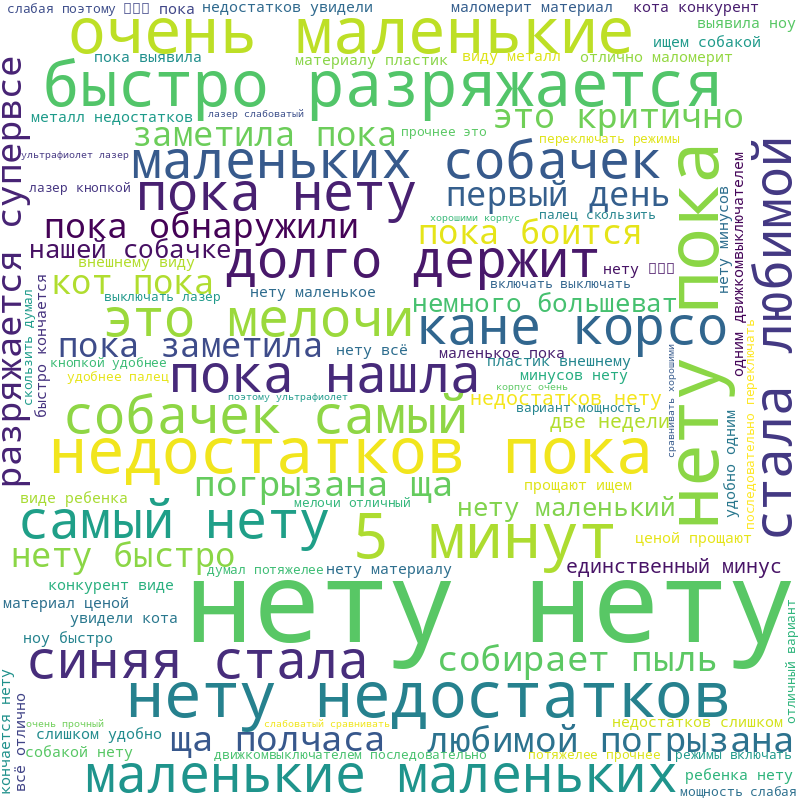 слабая поэтому
пока
недостатков увидели
маломерит материал
кота конкурент
очень маленькие
выявила ноу
ищем собакой
пока выявила
материалу пластик
виду металл
отлично маломерит
быстро разряжается
металл недостатков
лазер слабоватый
это критично
заметила пока
прочнее это
переключать режимы
ультрафиолет лазер
маленьких собачек
лазер кнопкой
пока нету
первый день
пока обнаружили
хорошими корпус
палец скользить
пока боится
нашей собачке
внешнему виду
долго держит
нету
кот пока
выключать лазер
нету маленькое
включать выключать
немного большеват
это мелочи
кане корсо
пока заметила
нету всё
маленькое пока
пластик внешнему
кнопкой удобнее
удобнее палец
пока нашла
минусов нету
корпус очень
поэтому ультрафиолет
недостатков нету
вариант мощность
собачек самый
две недели
недостатков пока
погрызана ща
прощают ищем
виде ребенка
мелочи отличный
нету маленький
самый нету
5 минут
ценой прощают
нету быстро
думал потяжелее
нету материалу
единственный минус
конкурент виде
материал ценой
увидели кота
нету нету
ноу быстро
синяя стала
собирает пыль
нету недостатков
очень прочный
слабоватый сравнивать
недостатков слишком
слишком удобно
ща полчаса
любимой погрызана
собакой нету
движкомвыключателем последовательно
потяжелее прочнее
режимы включать
маленькие маленьких
ребенка нету
мощность слабая
разряжается супервсе
скользить думал
быстро кончается
кончается нету
всё отлично
нету пока
нету минусов
одним движкомвыключателем
стала любимой
сравнивать хорошими
удобно одним
последовательно переключать
отличный вариант